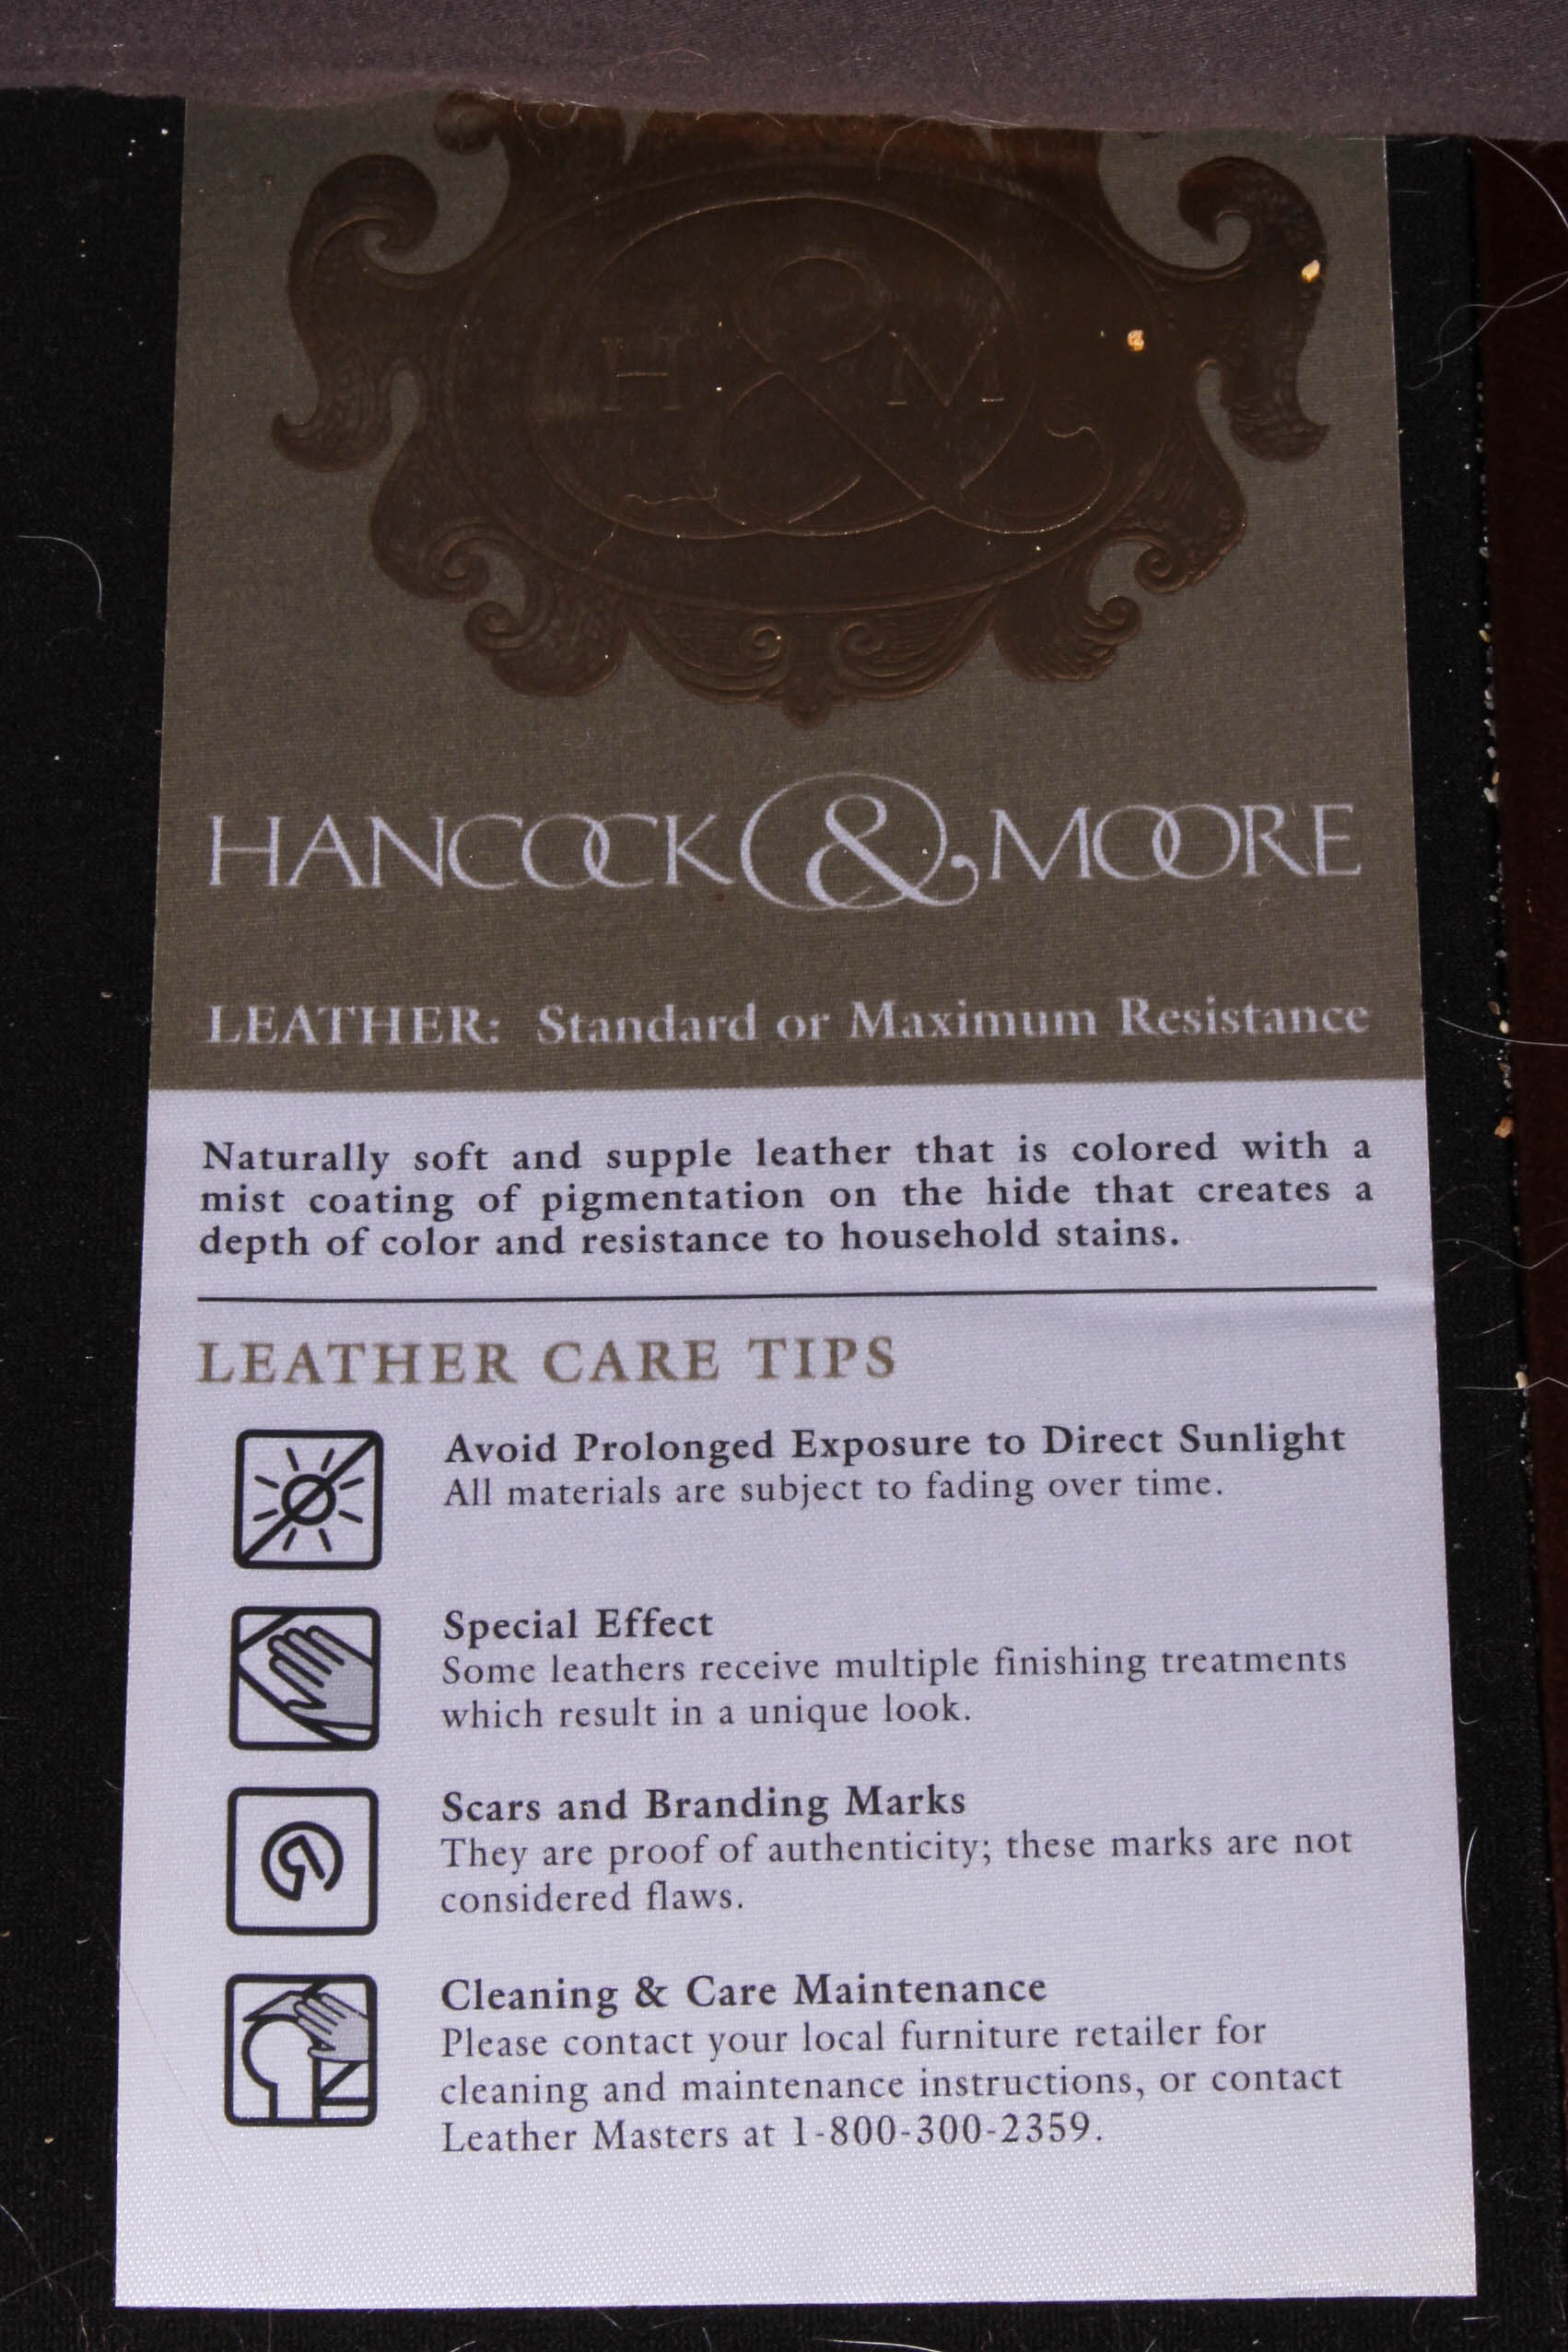 H & M
HANCOCK & MOORE
LEATHER: Standard or Maximum Resistance
Naturally soft and supple leather that is colored with a
mist coating of pigmentation on the hide that creates a
depth of color and resistance to household stains.
LEATHER CARE TIPS
Avoid Prolonged Exposure to Direct Sunlight
All materials are subject to fading over time.
Special Effect
Some leathers receive multiple finishing treatments
which result in a unique look.
Scars and Branding Marks
They are proof of authenticity; these marks are not
considered flaws.
Cleaning & Care Maintenance
Please contact your local furniture retailer for
cleaning and maintenance instructions, or contact
Leather Masters at 1-800-300-2359.